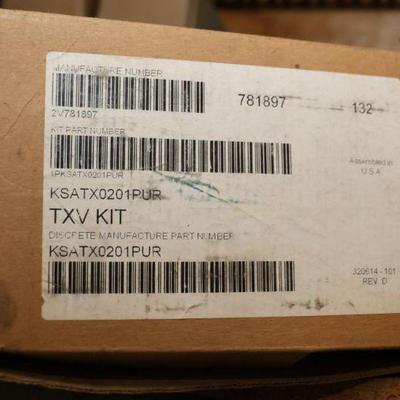 MANUFACTURE NUMBER
2V781897
781897 132
KIT PART NUMBER
1PKSATX0201PUR
Assembled in
U.S.A.
KSATX0201PUR
TXV KIT
DISCRETE MANUFACTURE PART NUMBER
KSATX0201PUR
320614 - 101
REV. D